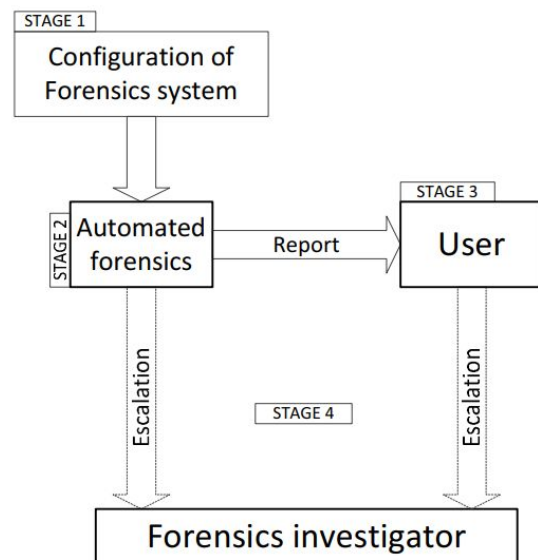 STAGE 1
Configuration of
Forensics system
STAGE 2
Automated
forensics
Report
STAGE 3
User
Escalation
STAGE 4
Escalation
Forensics investigator